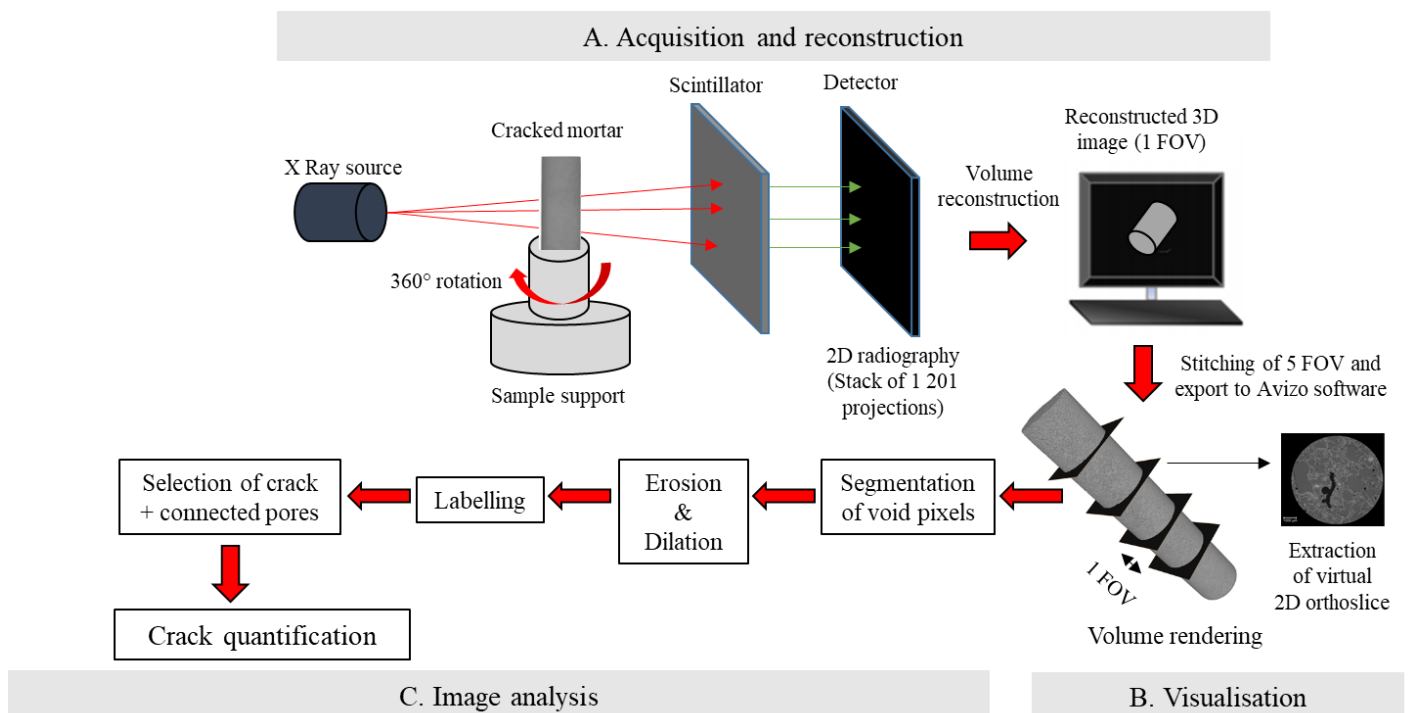 A. Acquisition and reconstruction
Scintillator
Detector
Cracked mortar
X Ray source
360° rotation
Sample support
2D radiography
(Stack of 1 201
projections)
Volume
reconstruction
Reconstructed 3D
image (1 FOV)
Stitching of 5 FOV and
export to Avizo software
1 FOV
Volume rendering
Extraction
of virtual
2D orthoslice
Segmentation
of void pixels
Erosion
&
Dilation
Labelling
Selection of crack
+ connected pores
Crack quantification
C. Image analysis
B. Visualisation